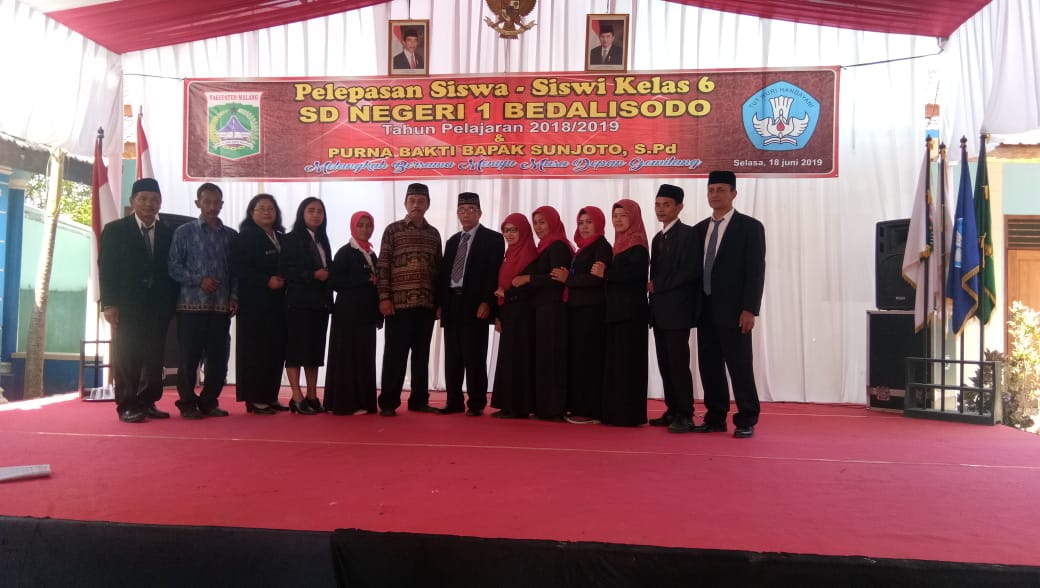 Pelepasan Siswa - Siswi Kelas 6
SD NEGERI 1 BEDALISODO
Tahun Pelajaran 2018/2019
&
PURNA BAKTI BAPAK SUNJOTO, S.Pd
Melangkah Bersama Menuju Masa Depan Gemilang
KABUPATEN MALANG
TUT WURI HANDAYANI
Selasa, 18 juni 2019